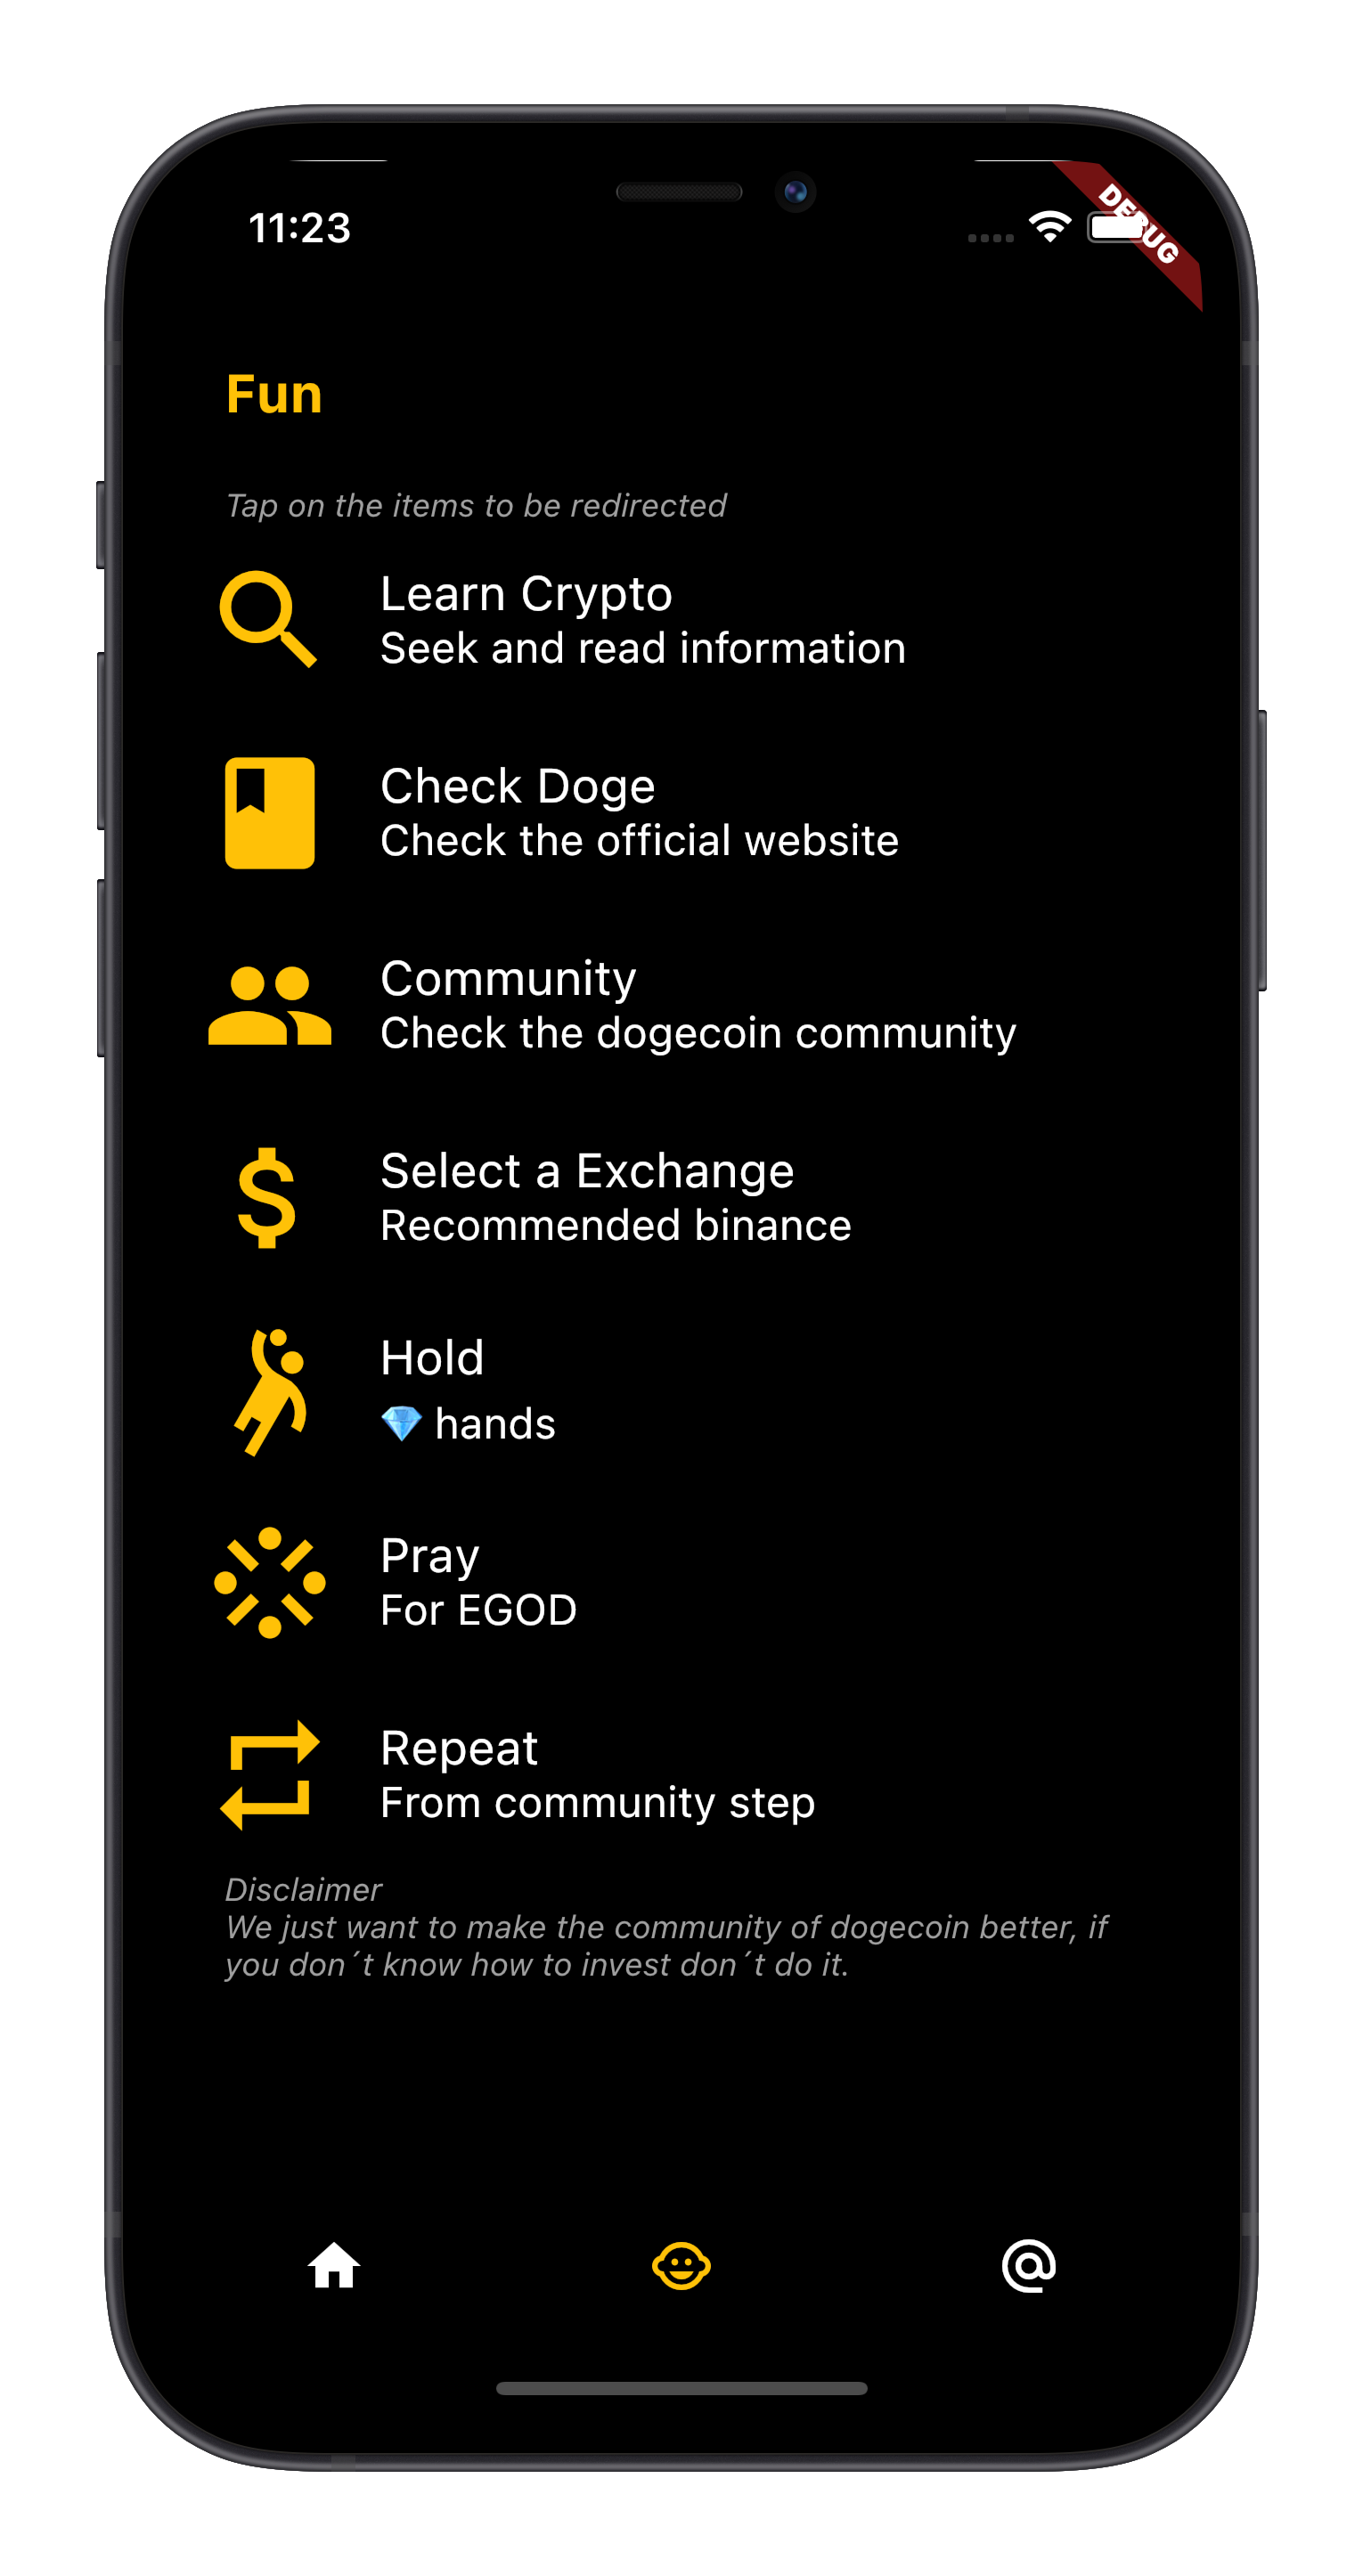 11:23
DEBUG
Fun
Tap on the items to be redirected
Learn Crypto
Seek and read information
Check Doge
Check the official website
Community
Check the dogecoin community
Select a Exchange
Recommended binance
Hold
💎 hands
Pray
For EGOD
Repeat
From community step
Disclaimer
We just want to make the community of dogecoin better, if
you don´t know how to invest don´t do it.